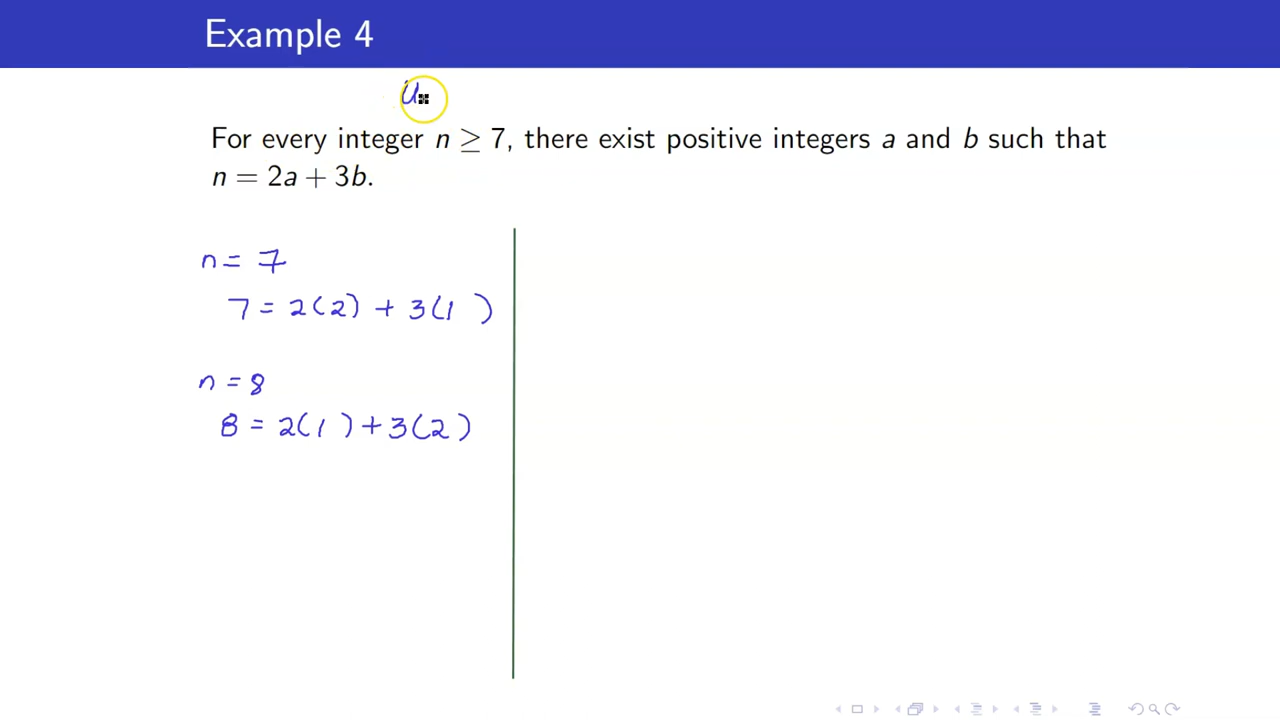 Example 4
For every integer n ≥ 7, there exist positive integers a and b such that
n = 2a + 3b.
n = 7
7 = 2(2) + 3(1 )
n = 8
8 = 2(1 ) + 3(2)